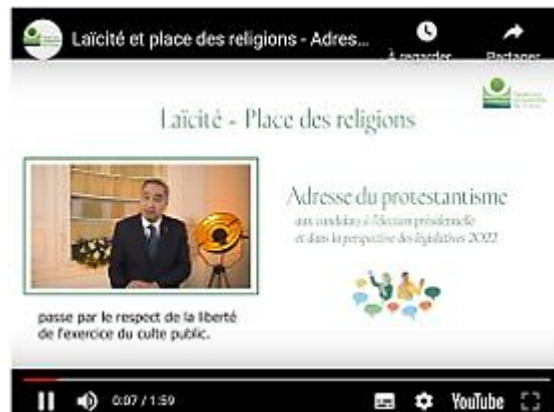 Laïcité et place des religions - Adres...
À regarder
Partager
Laïcité - Place des religions
Adresse du protestantisme
aux candidats à l'élection présidentielle
et dans la perspective des législatives 2022
passe par le respect de la liberté
de l'exercice du culte public.
0:07 / 1:59
YouTube